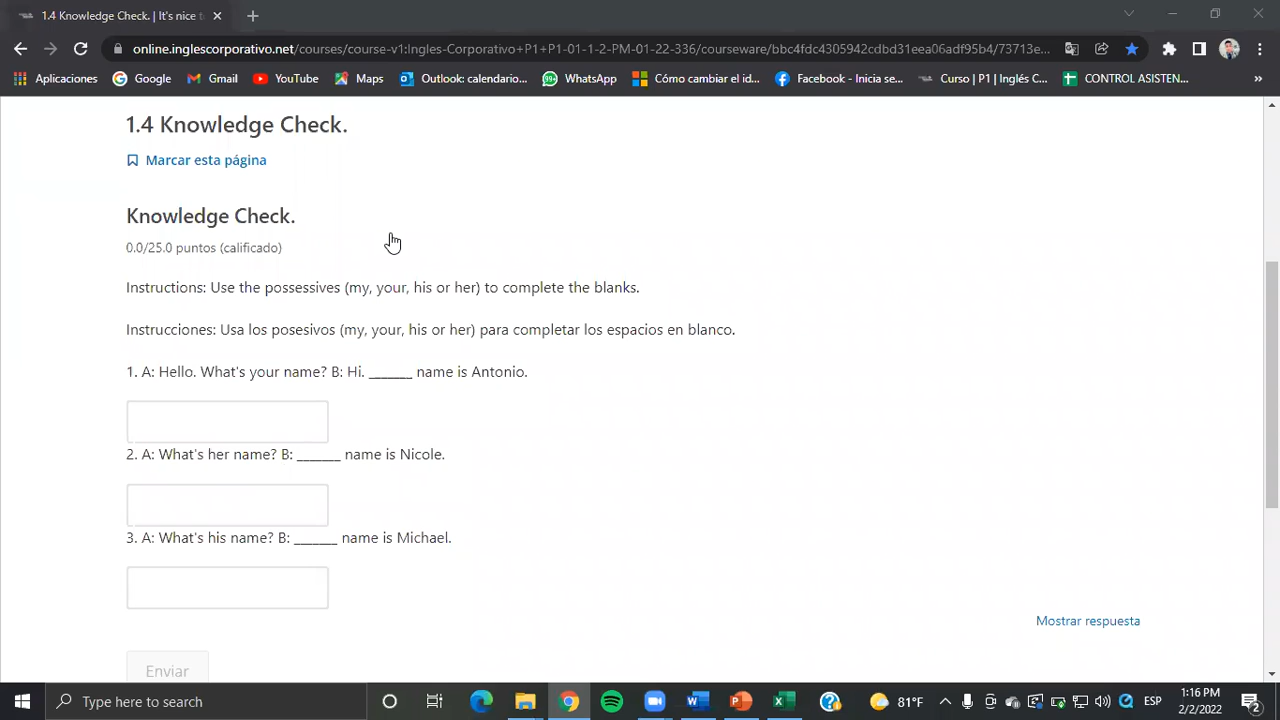 1.4 Knowledge Check. | It's nice t
online.inglescorporativo.net/courses/course-v1:Ingles-Corporativo+P1+P1-01-1-2-PM-01-22-336/courseware/bbc4fdc4305942cdbd31eea06adf95b4/73713e...
Aplicaciones Google Gmail YouTube Maps Outlook: calendario... 99+ WhatsApp Cómo cambiar el id... Facebook - Inicia se... Curso | P1 | Inglés C... CONTROL ASISTEN... »
1.4 Knowledge Check.
Marcar esta página
Knowledge Check.
0.0/25.0 puntos (calificado)
Instructions: Use the possessives (my, your, his or her) to complete the blanks.
Instrucciones: Usa los posesivos (my, your, his or her) para completar los espacios en blanco.
1. A: Hello. What's your name? B: Hi. _______ name is Antonio.
2. A: What's her name? B: _______ name is Nicole.
3. A: What's his name? B: _______ name is Michael.
Mostrar respuesta
Enviar
Type here to search
81°F ESP 1:16 PM
2/2/2022 2